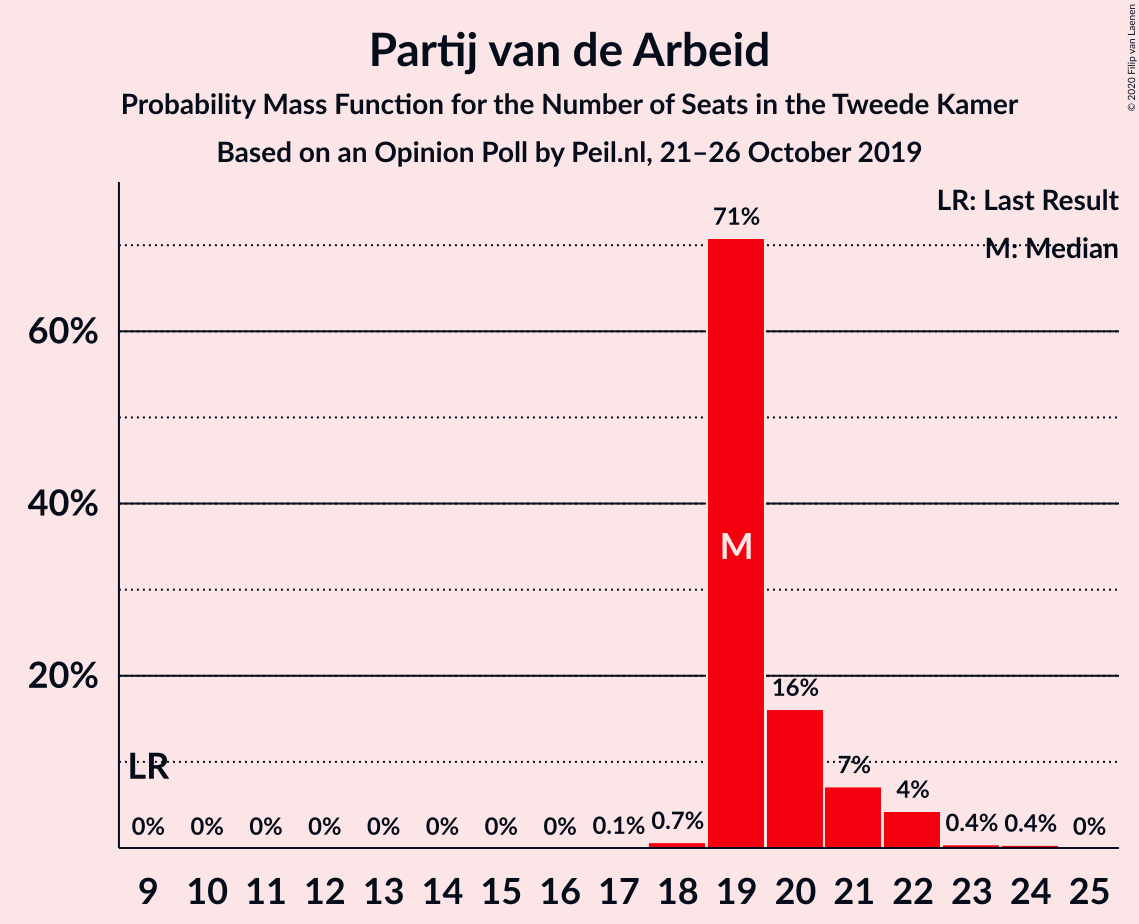 Partij van de Arbeid
Probability Mass Function for the Number of Seats in the Tweede Kamer
Based on an Opinion Poll by Peil.nl, 21–26 October 2019
© 2020 Filip van Laenen
LR: Last Result
M: Median
60%
40%
20%
71%
M
16%
7%
4%
LR
0% 0% 0% 0% 0% 0% 0% 0% 0.1% 0.7% 0.4% 0.4% 0%
9 10 11 12 13 14 15 16 17 18 19 20 21 22 23 24 25